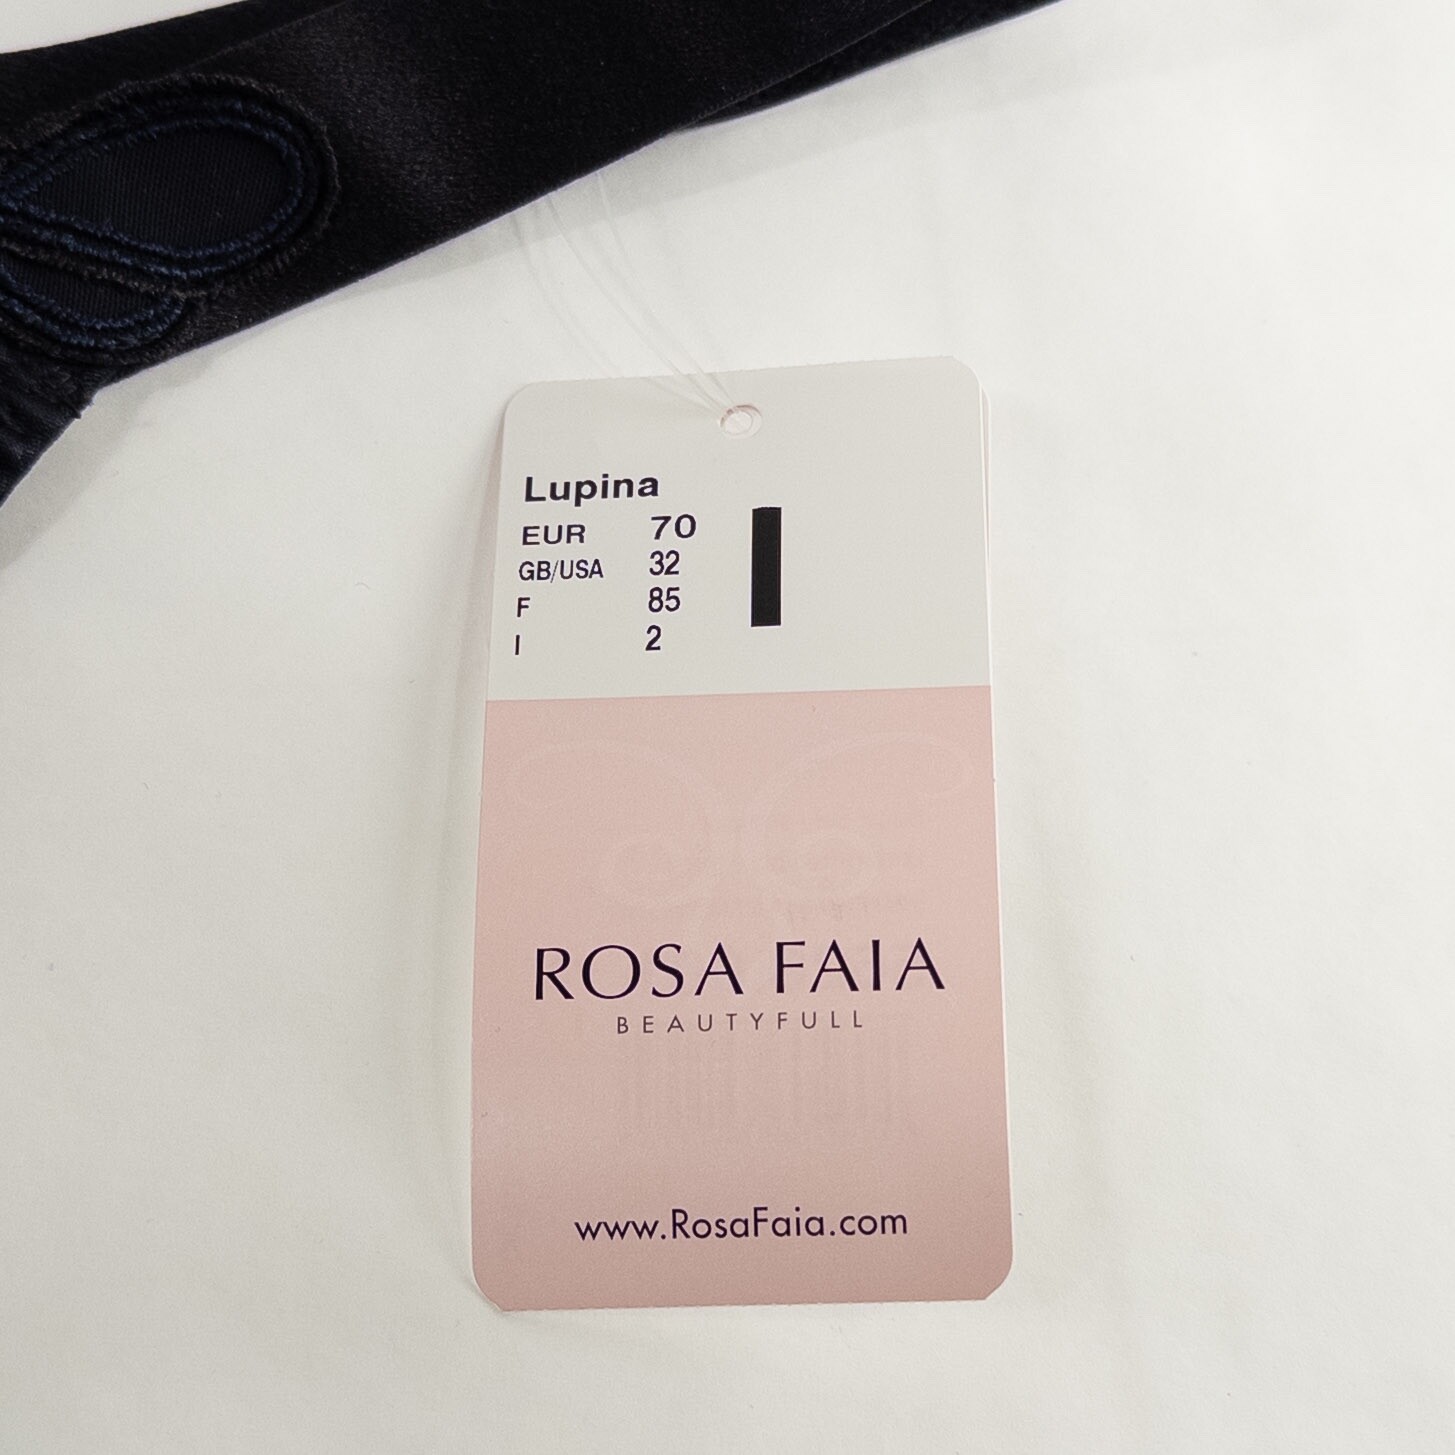 Lupina
EUR 70
GB/USA 32
F 85
I 2
ROSA FAIA
BEAUTYFULL
www.RosaFaia.com